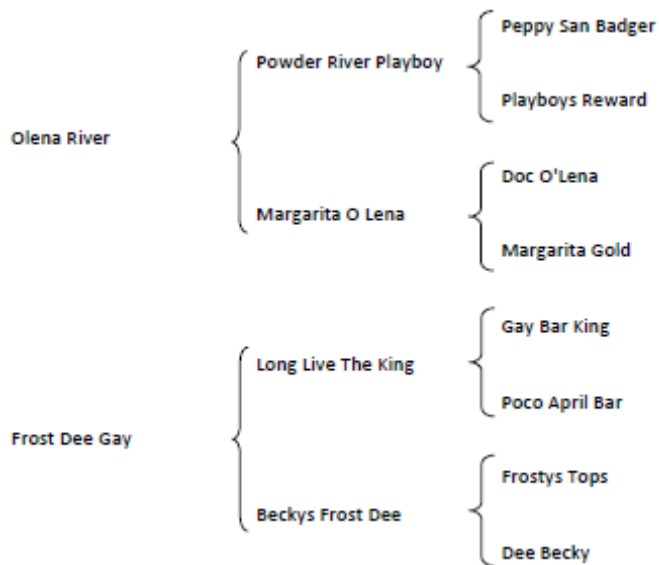 Peppy San Badger
Powder River Playboy
Playboys Reward
Olena River
Doc O'Lena
Margarita O Lena
Margarita Gold
Gay Bar King
Long Live The King
Poco April Bar
Frost Dee Gay
Frostys Tops
Beckys Frost Dee
Dee Becky